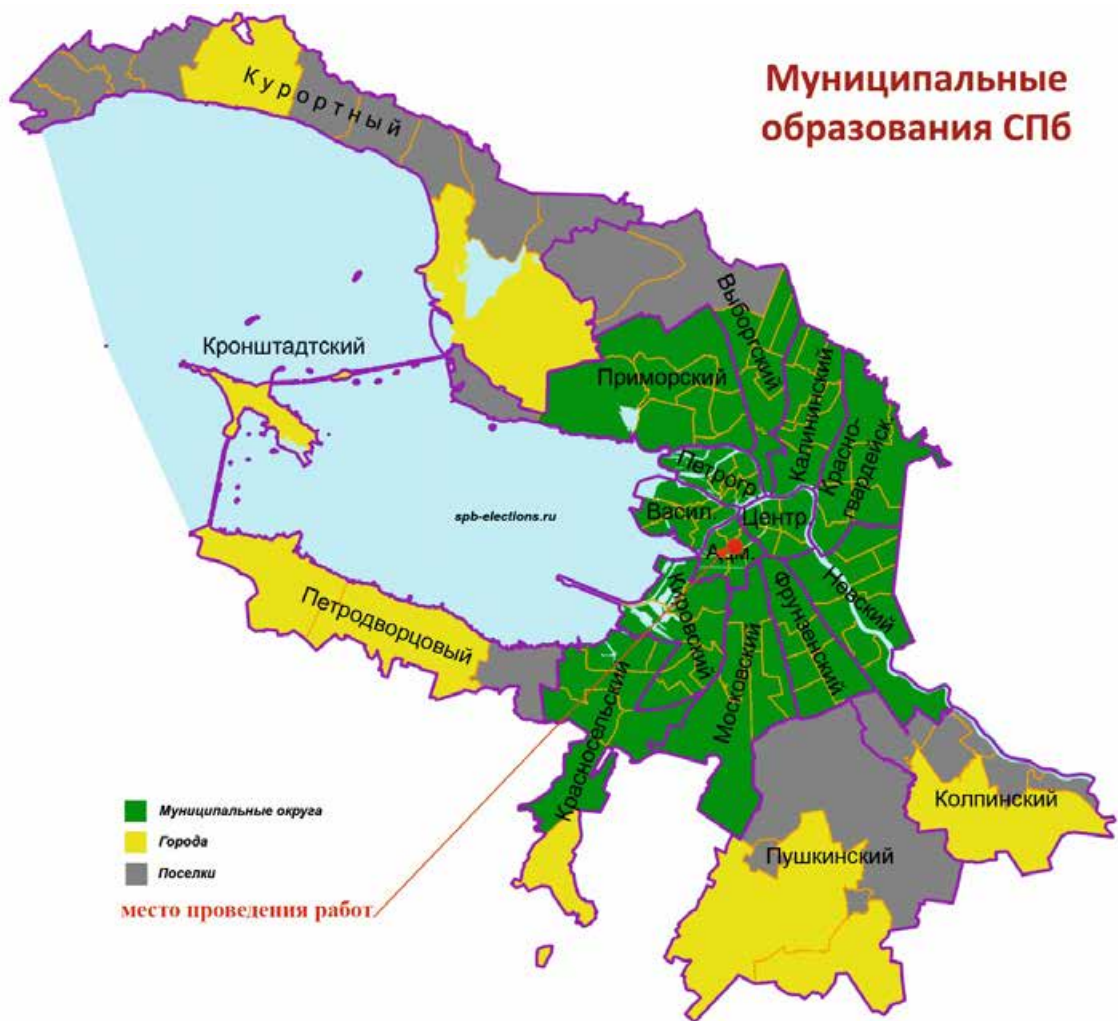 Муниципальные
образования СПб
Курортный
Выборгский
Кронштадтский
Приморский
Калининский
Красно-
гвардейск.
Петрогр.
Васил.
Центр.
spb-elections.ru
Адм.
Невский
Кировский
Фрунзенский
Петродворцовый
Московский
Красносельский
Муниципальные округа
Города
Поселки
Колпинский
Пушкинский
место проведения работ